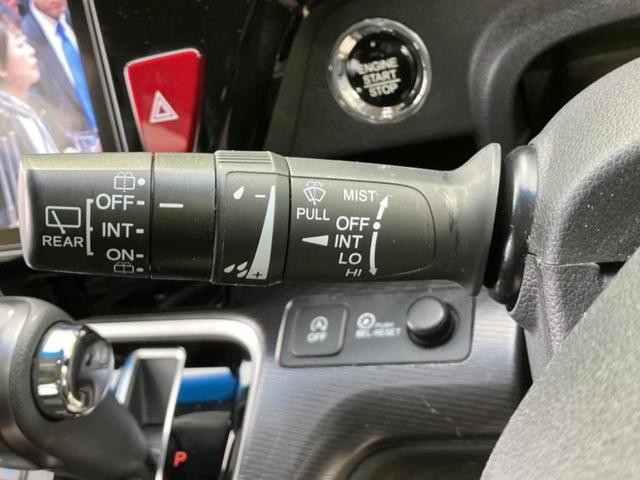 ENGINE
START
STOP
OFF
REAR
INT
ON
- 
+
PULL
MIST
OFF
INT
LO
HI
OFF
PUSH
SEL/RESET
P